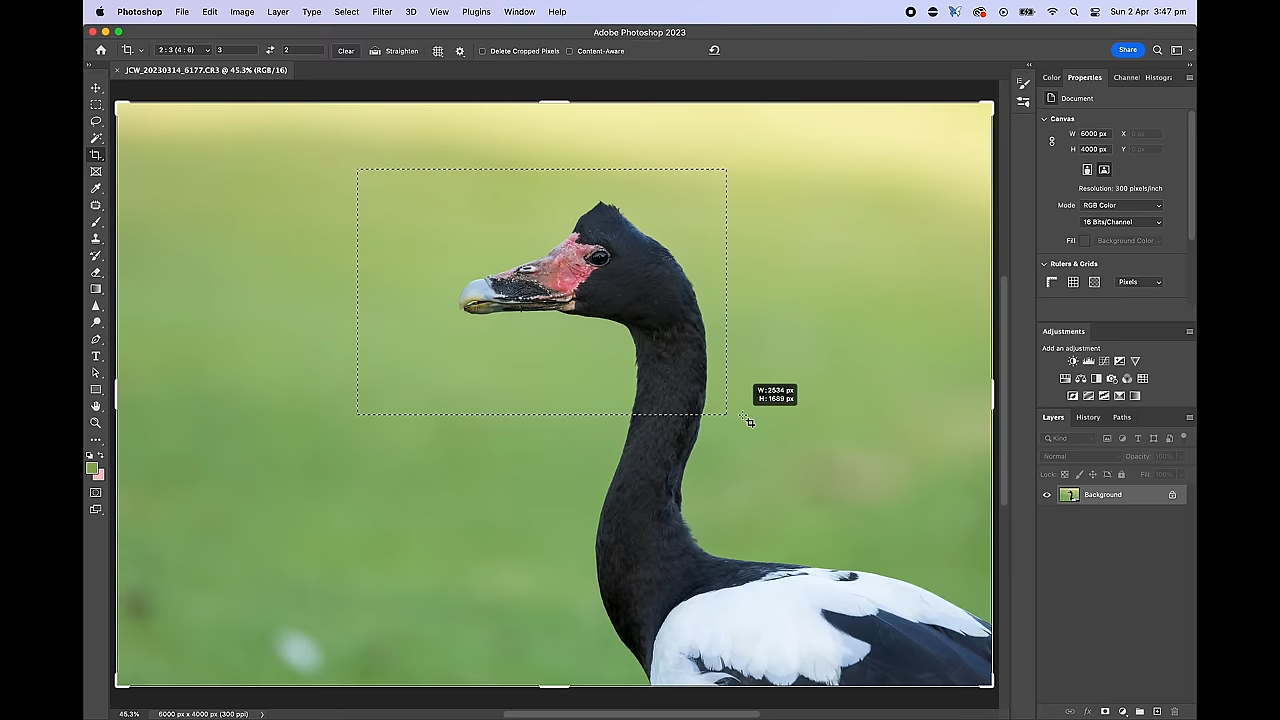 Photoshop File Edit Image Layer Type Select Filter 3D View Plugins Window Help Sun 2 Apr 3:47 pm
Adobe Photoshop 2023
2 : 3 (4 : 6) 3 2 Clear Straighten Delete Cropped Pixels Content-Aware Share
JCW_20230314_6177.CR3 @ 45.3% (RGB/16)
Color Properties Channel Histogra
Document
Canvas
W 6000 px X 0 px
H 4000 px Y 0 px
Resolution: 300 pixels/inch
Mode RGB Color
16 Bits/Channel
Fill Background Color
Rulers & Grids
Pixels
Adjustments
Add an adjustment
W: 2534 px
H: 1689 px
Layers History Paths
Kind
Normal Opacity: 100%
Lock: Fill: 100%
Background
45.3% 6000 px x 4000 px (300 ppi)